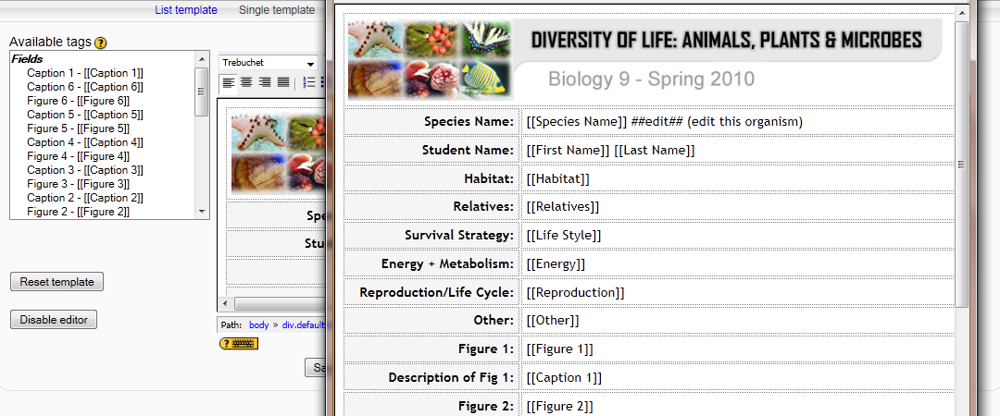 List template Single template
Available tags
Fields
Caption 1 - [[Caption 1]]
Caption 6 - [[Caption 6]]
Figure 6 - [[Figure 6]]
Caption 5 - [[Caption 5]]
Figure 5 - [[Figure 5]]
Caption 4 - [[Caption 4]]
Figure 4 - [[Figure 4]]
Caption 3 - [[Caption 3]]
Figure 3 - [[Figure 3]]
Caption 2 - [[Caption 2]]
Figure 2 - [[Figure 2]]
Reset template
Disable editor
Trebuchet
Spe
Stu
Path: body » div.default
Sa
DIVERSITY OF LIFE: ANIMALS, PLANTS & MICROBES
Biology 9 - Spring 2010
Species Name: [[Species Name]] ##edit## (edit this organism)
Student Name: [[First Name]] [[Last Name]]
Habitat: [[Habitat]]
Relatives: [[Relatives]]
Survival Strategy: [[Life Style]]
Energy + Metabolism: [[Energy]]
Reproduction/Life Cycle: [[Reproduction]]
Other: [[Other]]
Figure 1: [[Figure 1]]
Description of Fig 1: [[Caption 1]]
Figure 2: [[Figure 2]]